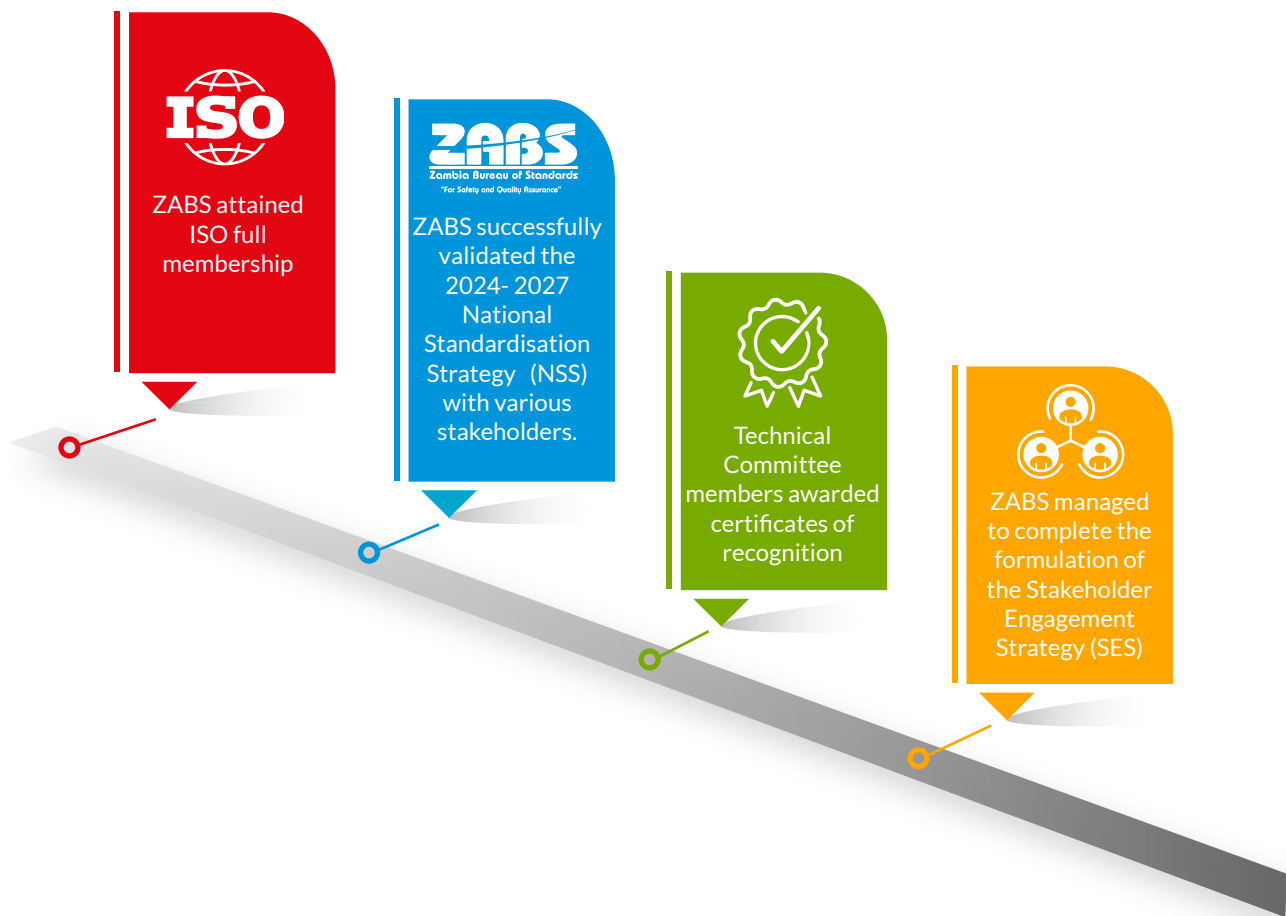 ISO
ZABS attained
ISO full
membership
ZABS
Zambia Bureau of Standards
"For Safety and Quality Assurance"
ZABS successfully
validated the
2024- 2027
National
Standardisation
Strategy (NSS)
with various
stakeholders.
Technical
Committee
members awarded
certificates of
recognition
ZABS managed
to complete the
formulation of
the Stakeholder
Engagement
Strategy (SES)